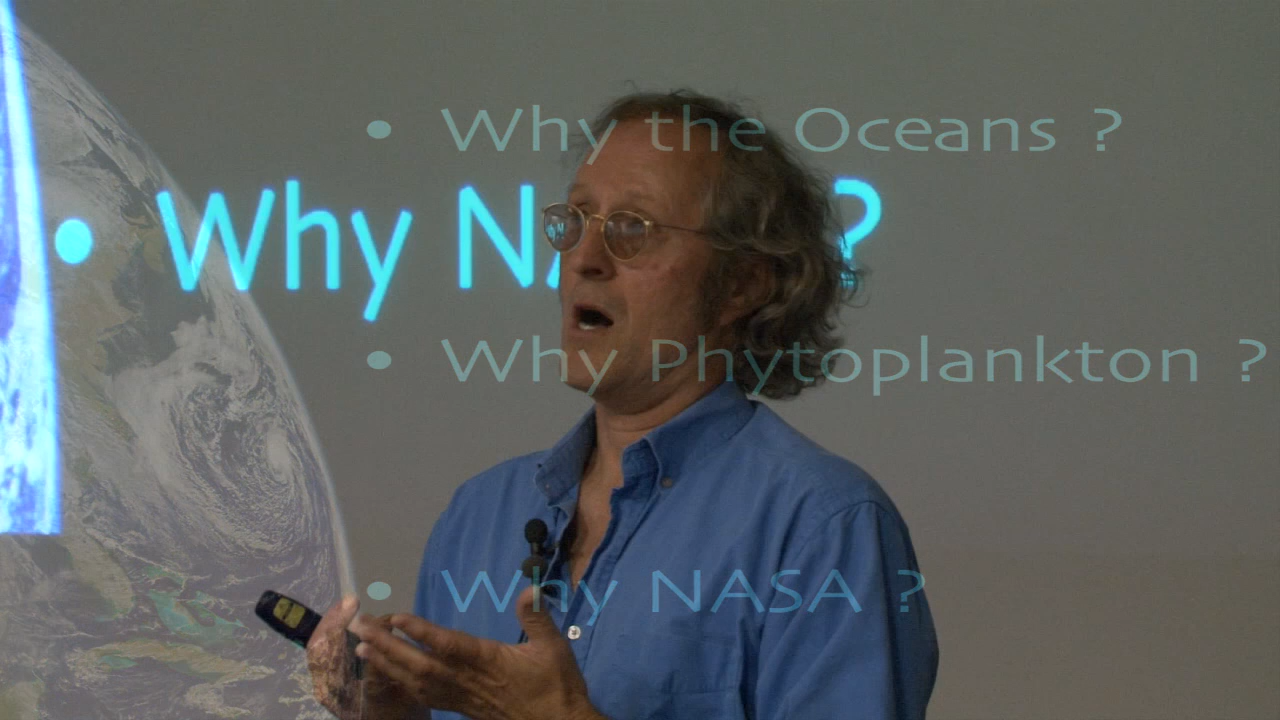 • Why the Oceans ?
• Why ?
• Why Phytoplankton ?
• Why NASA ?